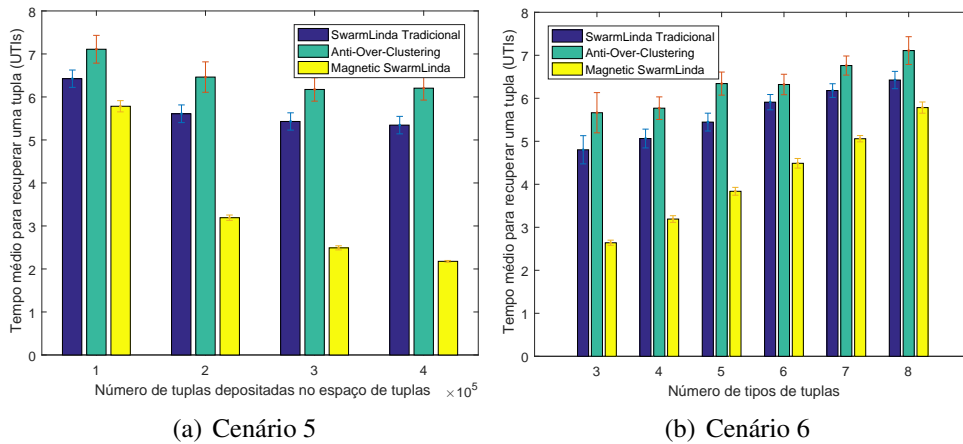 Tempo médio para recuperar uma tupla (UTIs)
8
7
6
5
4
3
2
1
0
SwarmLinda Tradicional
Anti-Over-Clustering
Magnetic SwarmLinda
1 2 3 4
Número de tuplas depositadas no espaço de tuplas ×10⁵
(a) Cenário 5
Tempo médio para recuperar uma tupla (UTIs)
8
7
6
5
4
3
2
1
0
SwarmLinda Tradicional
Anti-Over-Clustering
Magnetic SwarmLinda
3 4 5 6 7 8
Número de tipos de tuplas
(b) Cenário 6